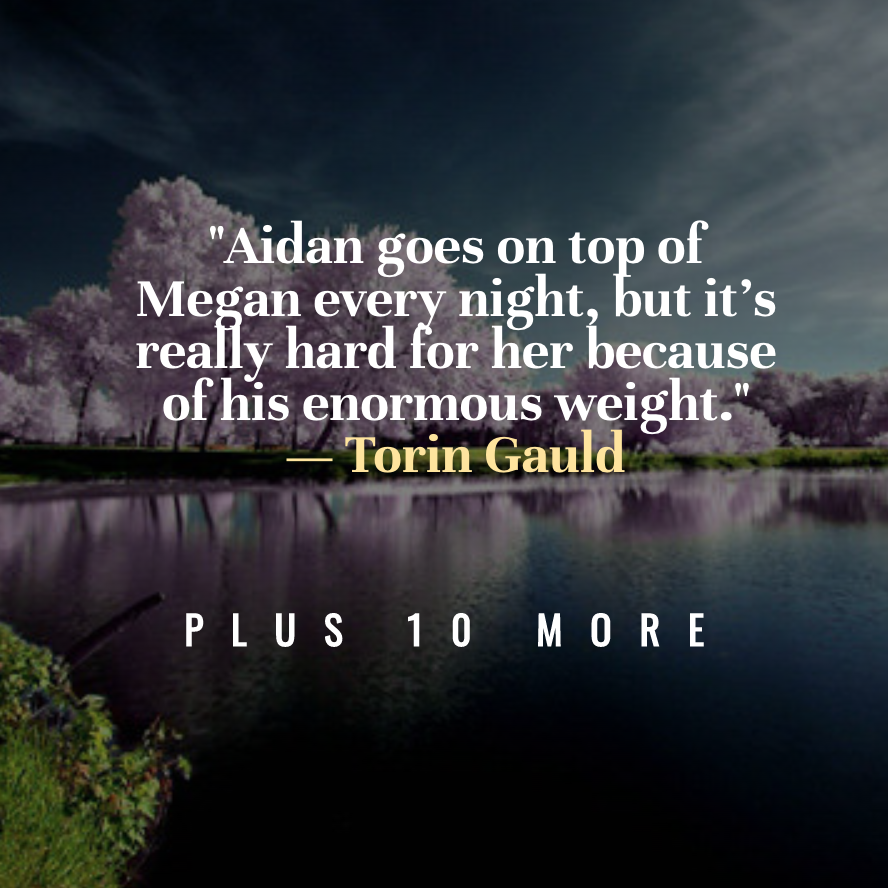 "Aidan goes on top of
Megan every night, but it’s
really hard for her because
of his enormous weight."
— Torin Gauld
PLUS 10 MORE